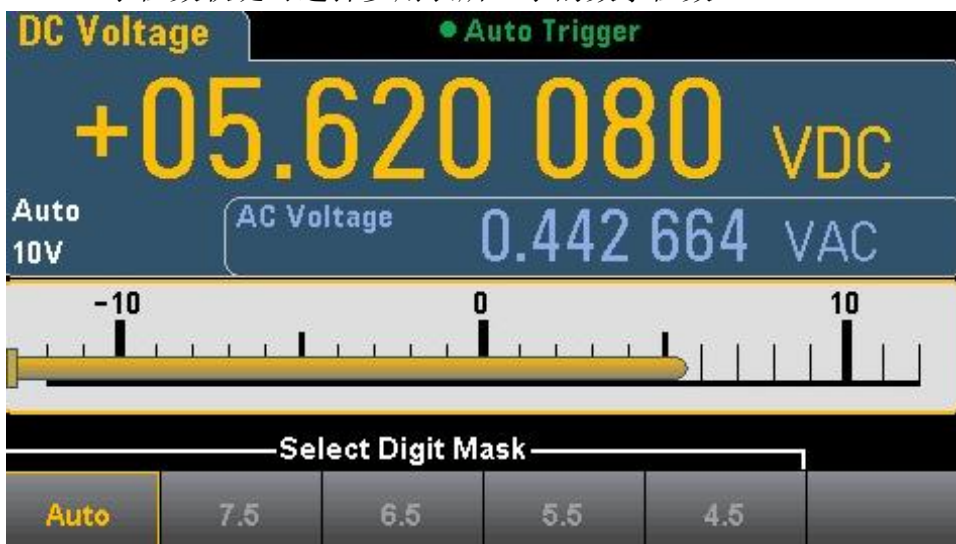 DC Voltage
● Auto Trigger
+05.620 080 VDC
Auto
10V
AC Voltage
0.442 664 VAC
-10 0 10
Select Digit Mask
Auto 7.5 6.5 5.5 4.5